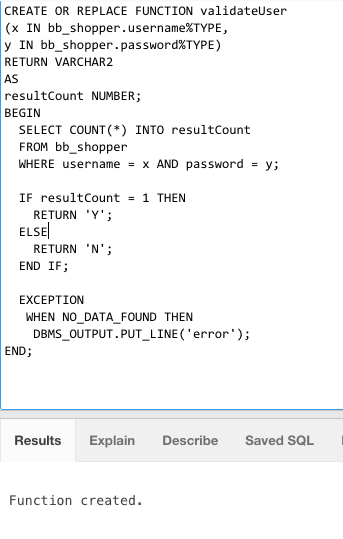 CREATE OR REPLACE FUNCTION validateUser
(x IN bb_shopper.username%TYPE,
y IN bb_shopper.password%TYPE)
RETURN VARCHAR2
AS
resultCount NUMBER;
BEGIN
  SELECT COUNT(*) INTO resultCount
  FROM bb_shopper
  WHERE username = x AND password = y;

  IF resultCount = 1 THEN
    RETURN 'Y';
  ELSE
    RETURN 'N';
  END IF;

  EXCEPTION
   WHEN NO_DATA_FOUND THEN
    DBMS_OUTPUT.PUT_LINE('error');
END;
Results Explain Describe Saved SQL
Function created.